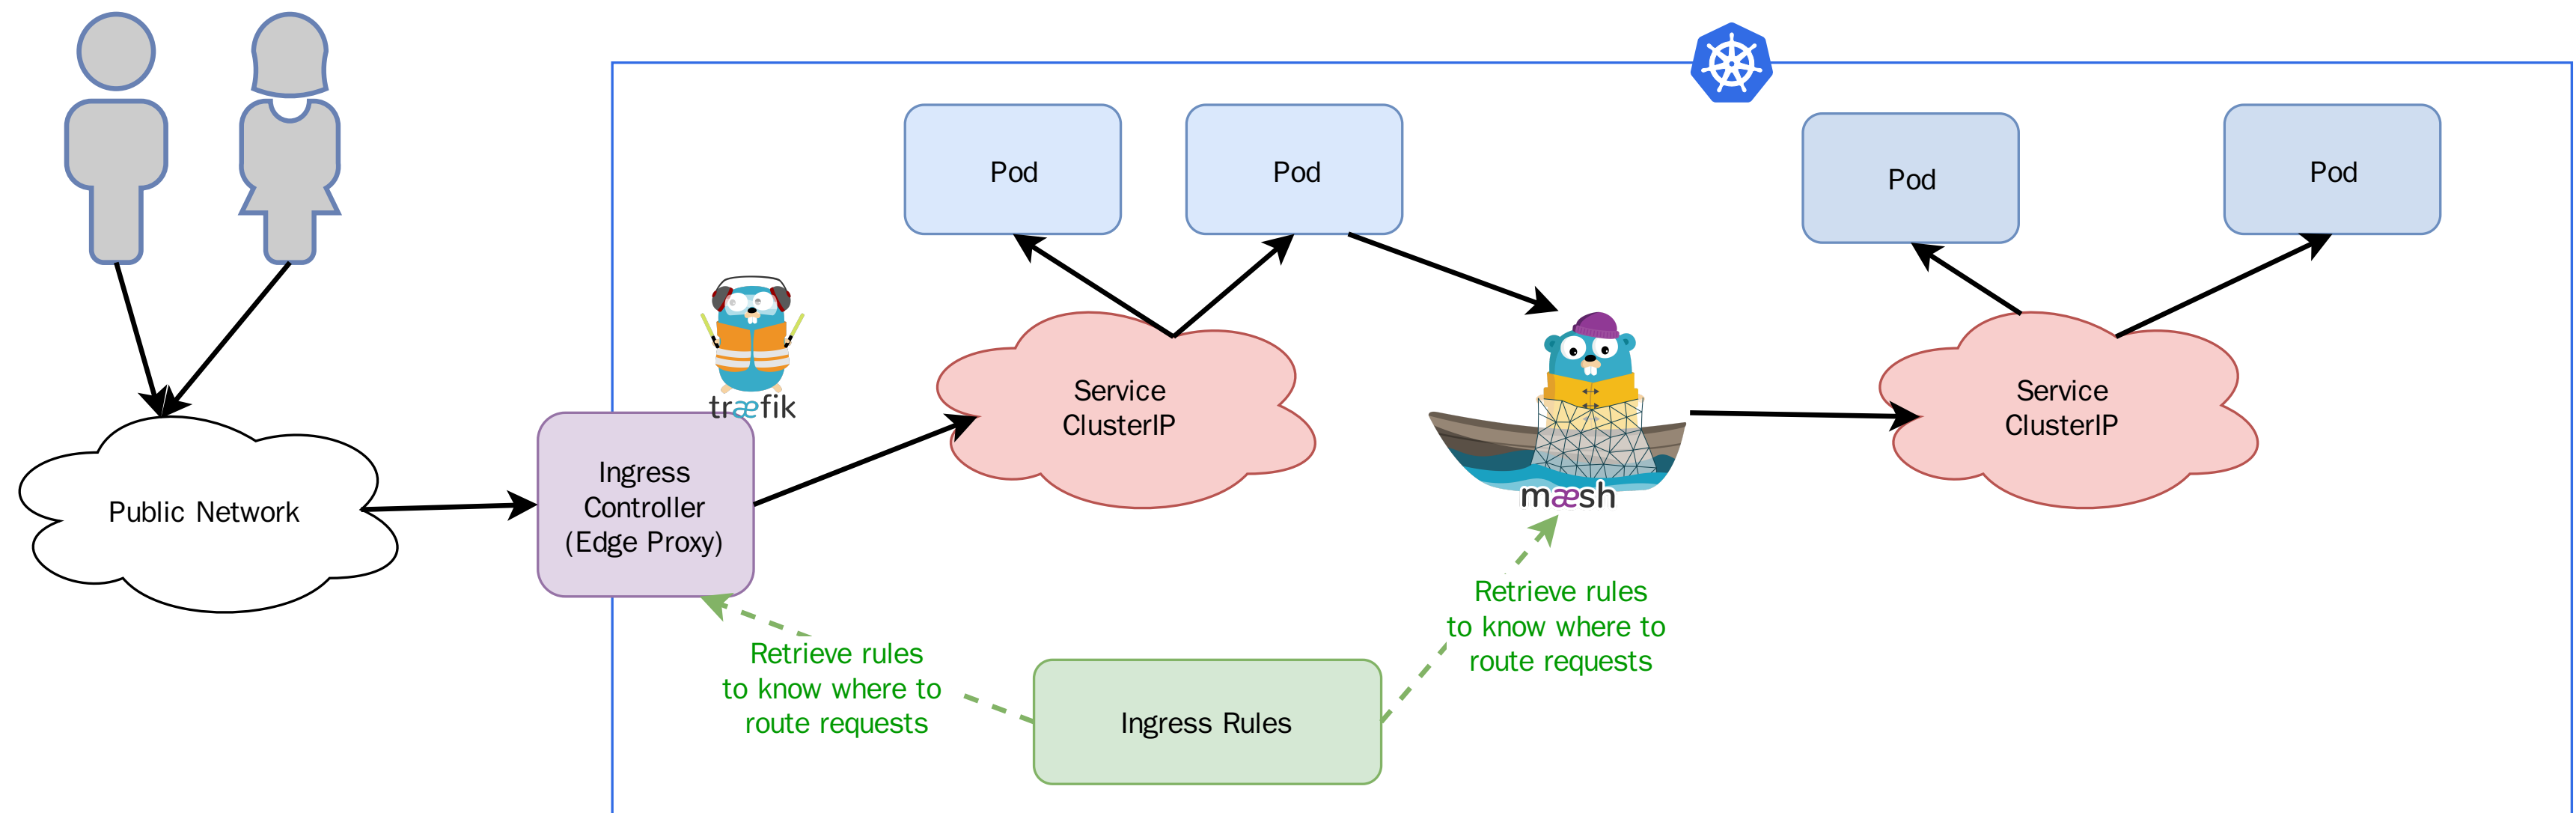 Pod
Pod
Pod
Pod
træfik
Service
ClusterIP
Service
ClusterIP
Ingress
Controller
(Edge Proxy)
Public Network
mæsh
Retrieve rules
to know where to
route requests
Retrieve rules
to know where to
route requests
Ingress Rules